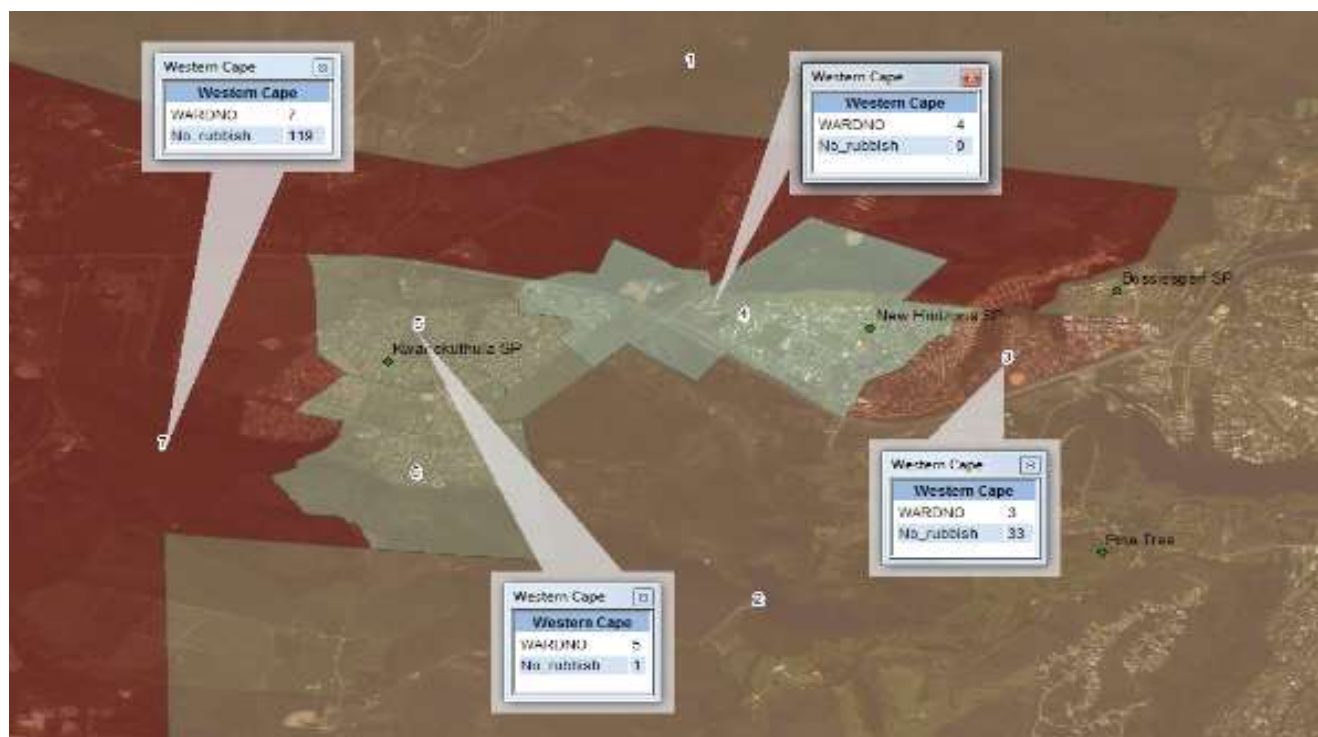 1
Western Cape
Western Cape
WARDNO 7
No_rubbish 119
Western Cape
Western Cape
WARDNO 4
No_rubbish 0
New Horizons SP
Kwanokuthula SP
5
4
3
7
6
2
Pine Tree
Western Cape
Western Cape
WARDNO 3
No_rubbish 33
Western Cape
Western Cape
WARDNO 5
No_rubbish 1